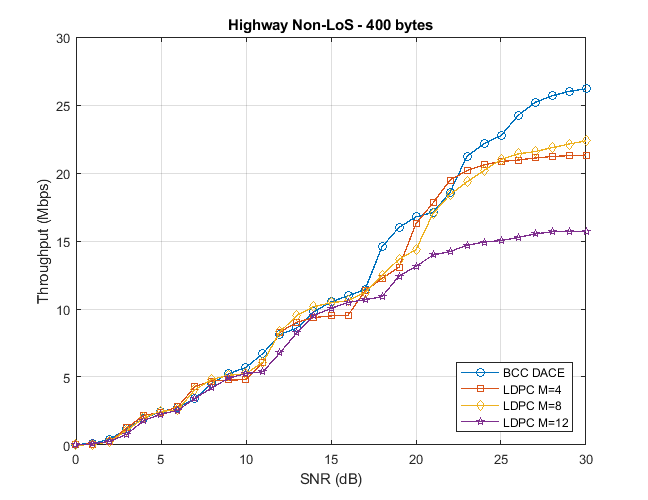 Highway Non-LoS - 400 bytes
30
25
20
15
10
5
0
Throughput (Mbps)
BCC DACE
LDPC M=4
LDPC M=8
LDPC M=12
0 5 10 15 20 25 30
SNR (dB)